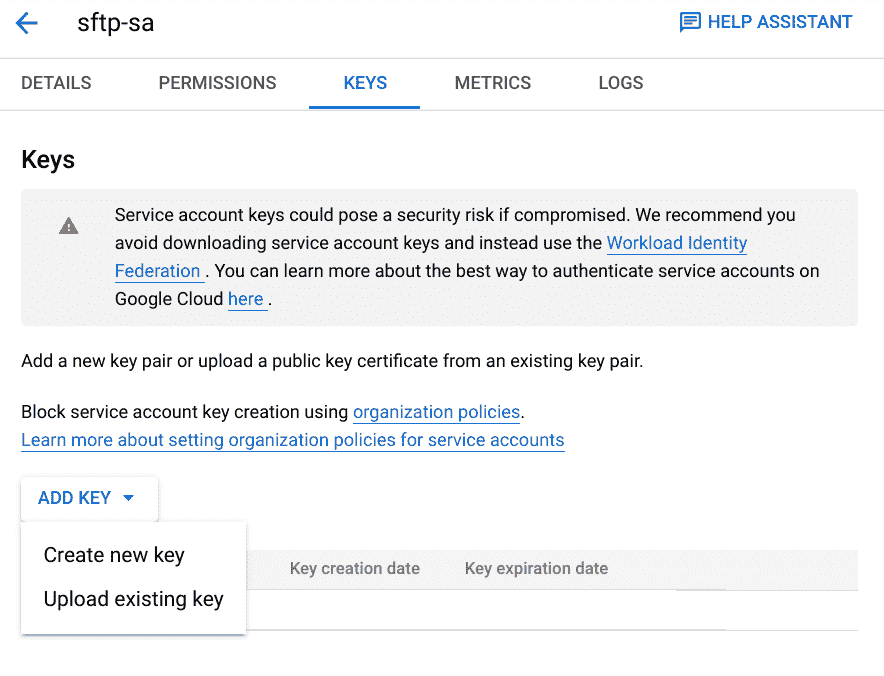 sftp-sa
HELP ASSISTANT
DETAILS PERMISSIONS KEYS METRICS LOGS
Keys
Service account keys could pose a security risk if compromised. We recommend you
avoid downloading service account keys and instead use the Workload Identity
Federation . You can learn more about the best way to authenticate service accounts on
Google Cloud here .
Add a new key pair or upload a public key certificate from an existing key pair.
Block service account key creation using organization policies.
Learn more about setting organization policies for service accounts
ADD KEY
Create new key
Upload existing key
Key creation date Key expiration date